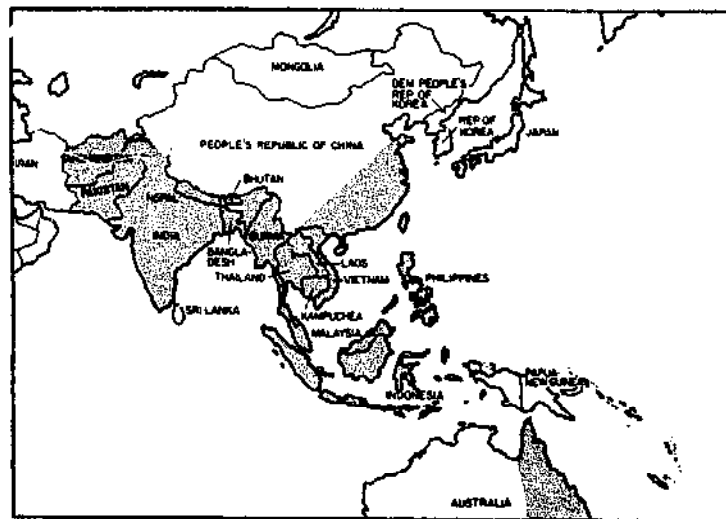 MONGOLIA
DEM PEOPLE'S
REP OF
KOREA
REP OF
KOREA
JAPAN
PEOPLE'S REPUBLIC OF CHINA
IRAN
PAKISTAN
NEPAL
BHUTAN
INDIA
BURMA
BANGLA-
DESH
LAOS
THAILAND
VIETNAM
PHILIPPINES
SRI LANKA
KAMPUCHEA
MALAYSIA
PAPUA
NEW GUINEA
INDONESIA
AUSTRALIA